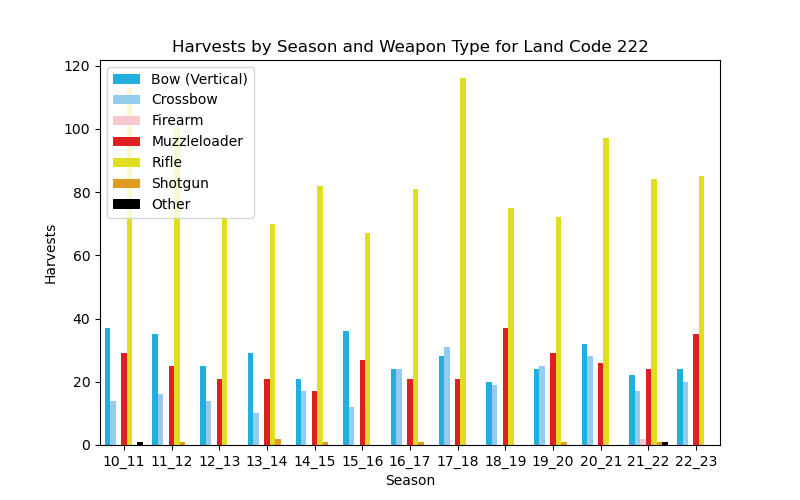 Harvests by Season and Weapon Type for Land Code 222
120
100
80
60
40
20
0
Harvests
Bow (Vertical)
Crossbow
Firearm
Muzzleloader
Rifle
Shotgun
Other
10_11 11_12 12_13 13_14 14_15 15_16 16_17 17_18 18_19 19_20 20_21 21_22 22_23
Season